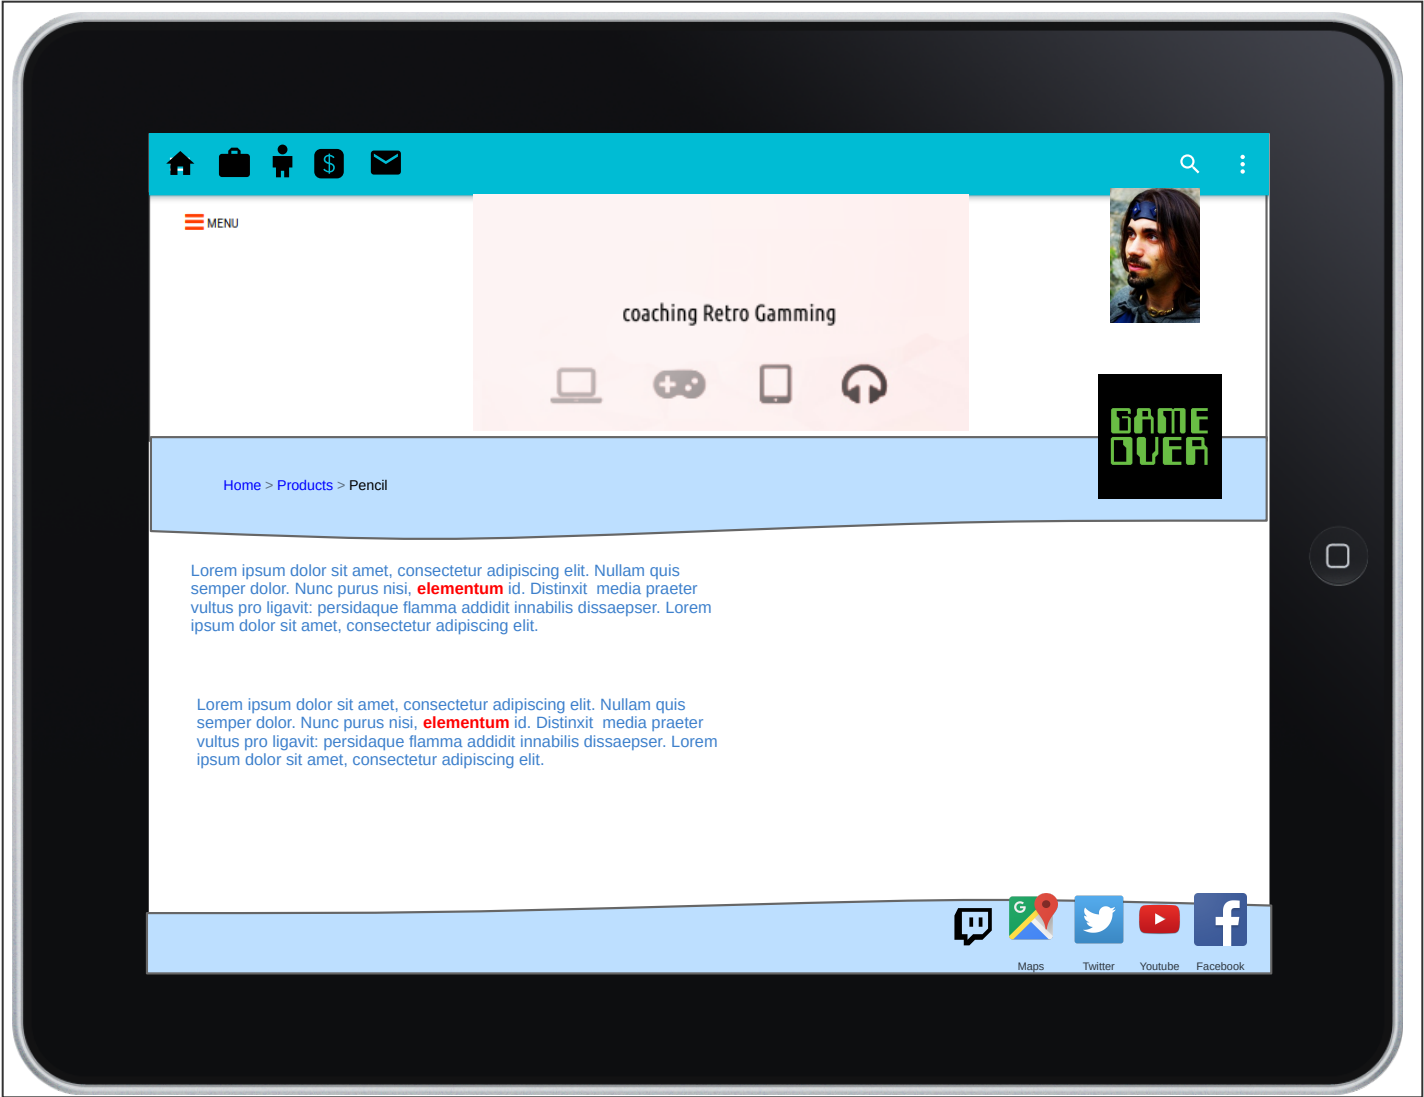 $
MENU
coaching Retro Gamming
GAME
OVER
Home > Products > Pencil
Lorem ipsum dolor sit amet, consectetur adipiscing elit. Nullam quis
semper dolor. Nunc purus nisi, elementum id. Distinxit  media praeter
vultus pro ligavit: persidaque flamma addidit innabilis dissaepser. Lorem
ipsum dolor sit amet, consectetur adipiscing elit.
Lorem ipsum dolor sit amet, consectetur adipiscing elit. Nullam quis
semper dolor. Nunc purus nisi, elementum id. Distinxit  media praeter
vultus pro ligavit: persidaque flamma addidit innabilis dissaepser. Lorem
ipsum dolor sit amet, consectetur adipiscing elit.
G
Maps Twitter Youtube Facebook